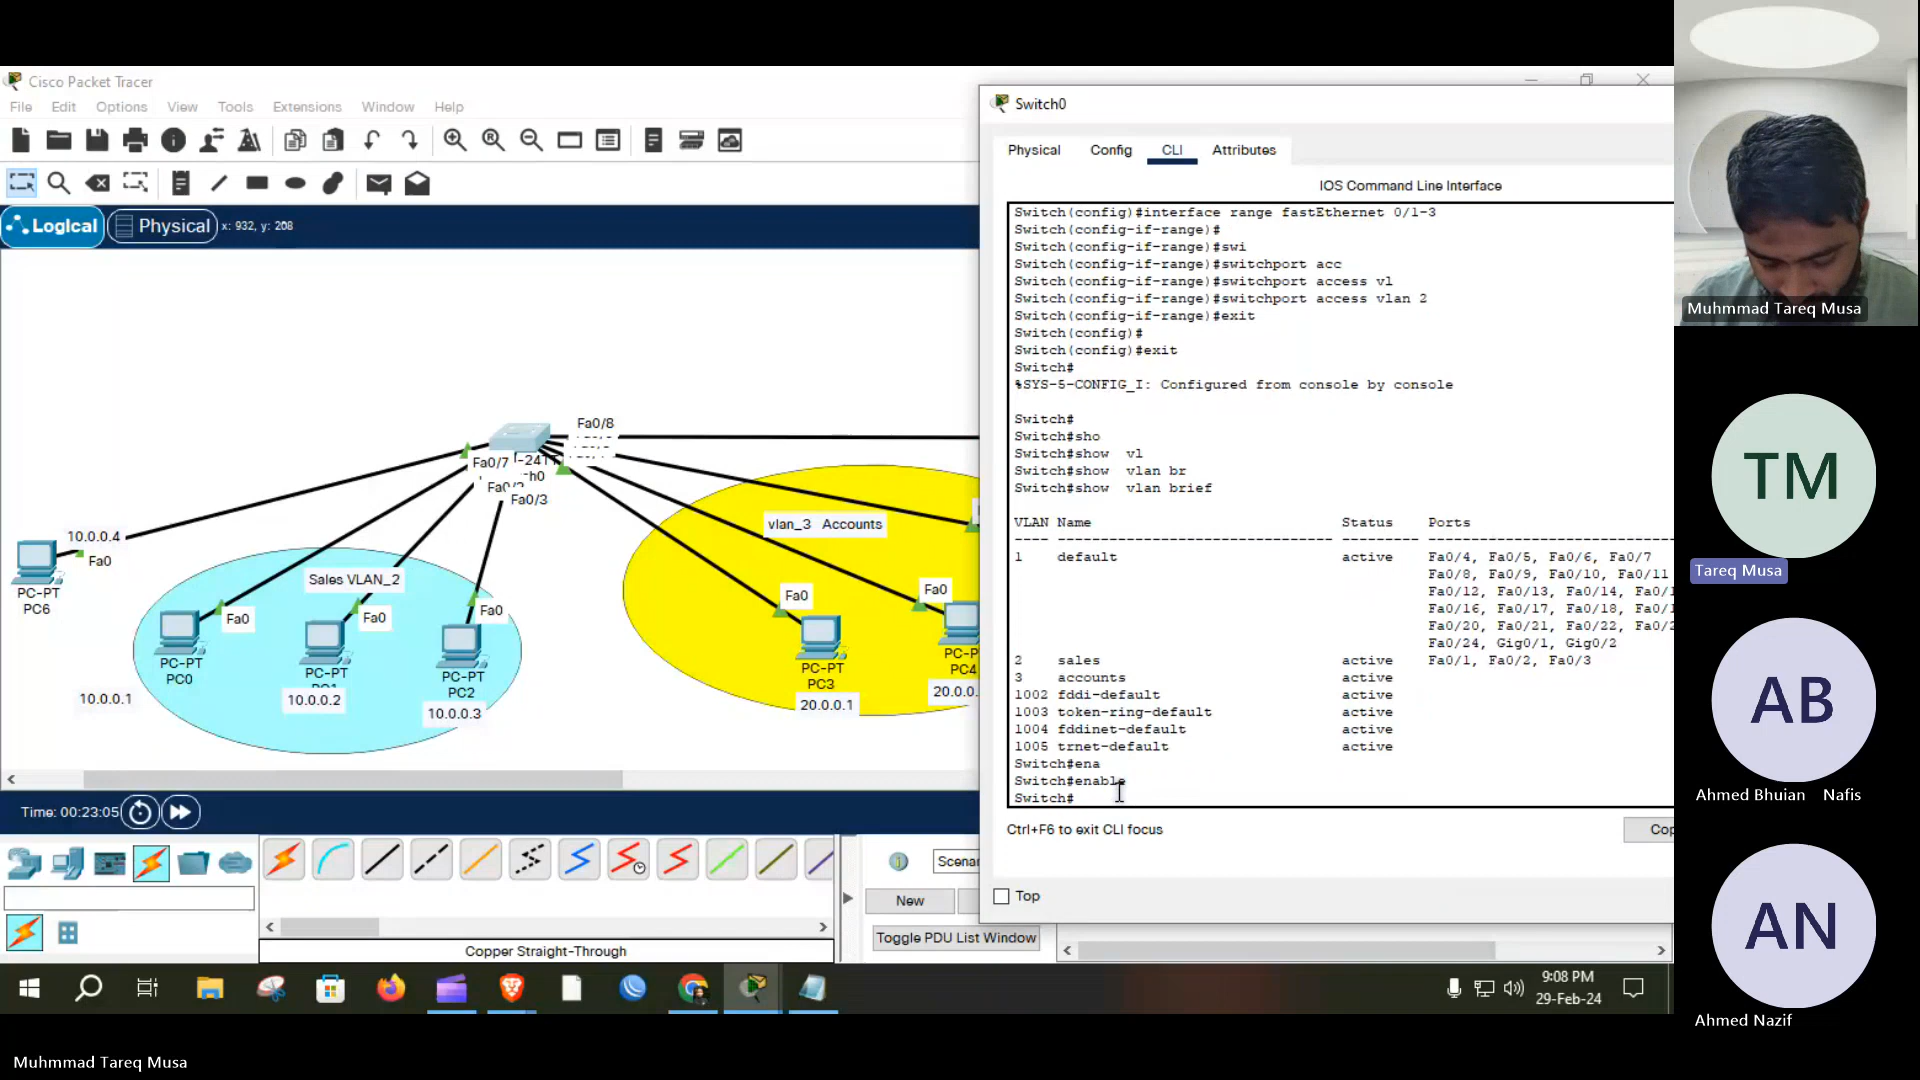 Cisco Packet Tracer
File Edit Options View Tools Extensions Window Help
Logical Physical x: 932, y: 208
Fa0/8
Fa0/7
Fa0/3
10.0.0.4
Fa0
PC-PT
PC6
Sales VLAN_2
Fa0
PC-PT
PC0
10.0.0.1
Fa0
PC-PT
10.0.0.2
Fa0
PC-PT
PC2
10.0.0.3
vlan_3 Accounts
Fa0
PC-PT
PC3
20.0.0.1
Fa0
PC4
Time: 00:23:05
Copper Straight-Through
New
Toggle PDU List Window
Switch0
Physical Config CLI Attributes
IOS Command Line Interface
Switch(config)#interface range fastEthernet 0/1-3
Switch(config-if-range)#
Switch(config-if-range)#swi
Switch(config-if-range)#switchport acc
Switch(config-if-range)#switchport access vl
Switch(config-if-range)#switchport access vlan 2
Switch(config-if-range)#exit
Switch(config)#
Switch(config)#exit
Switch#
%SYS-5-CONFIG_I: Configured from console by console
Switch#
Switch#sho
Switch#show vl
Switch#show vlan br
Switch#show vlan brief
VLAN Name Status Ports
---- -------------------------------- --------- -------------------------------
1 default active Fa0/4, Fa0/5, Fa0/6, Fa0/7
Fa0/8, Fa0/9, Fa0/10, Fa0/11
Fa0/12, Fa0/13, Fa0/14,
Fa0/16, Fa0/17, Fa0/18,
Fa0/20, Fa0/21, Fa0/22,
Fa0/24, Gig0/1, Gig0/2
2 sales active Fa0/1, Fa0/2, Fa0/3
3 accounts active
1002 fddi-default active
1003 token-ring-default active
1004 fddinet-default active
1005 trnet-default active
Switch#ena
Switch#enable
Switch#
Ctrl+F6 to exit CLI focus
Top
9:08 PM
29-Feb-24
Muhmmad Tareq Musa
TM
Tareq Musa
AB
Ahmed Bhuian Nafis
AN
Ahmed Nazif
Muhmmad Tareq Musa